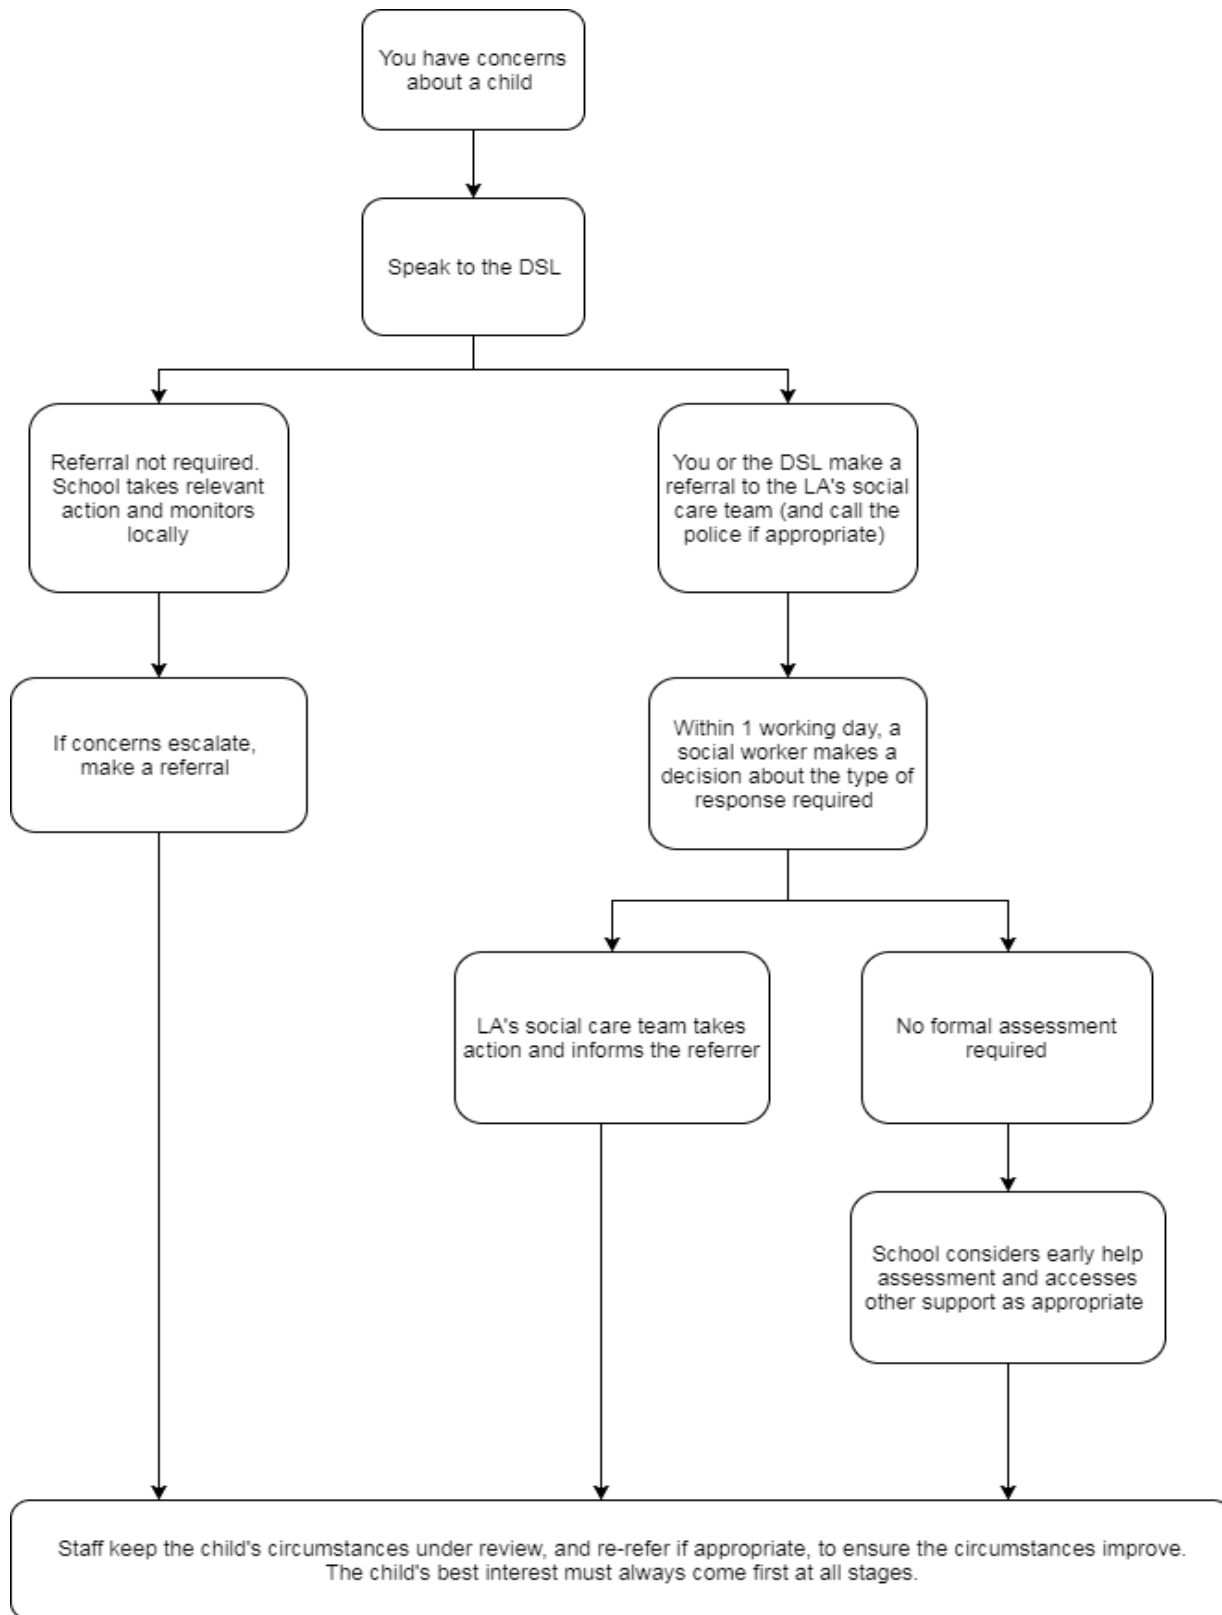 You have concerns
about a child
Speak to the DSL
Referral not required.
School takes relevant
action and monitors
locally
You or the DSL make a
referral to the LA's social
care team (and call the
police if appropriate)
If concerns escalate,
make a referral
Within 1 working day, a
social worker makes a
decision about the type of
response required
LA's social care team takes
action and informs the referrer
No formal assessment
required
School considers early help
assessment and accesses
other support as appropriate
Staff keep the child's circumstances under review, and re-refer if appropriate, to ensure the circumstances improve.
The child's best interest must always come first at all stages.